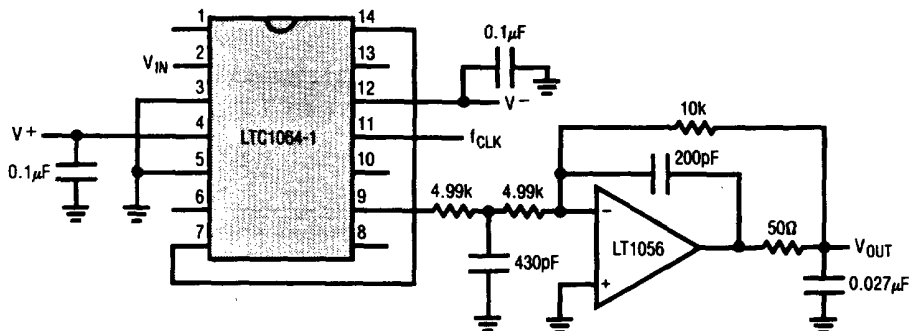 1
2
3
4
5
6
7
14
13
12
11
10
9
8
LTC1064-1
V_IN
V+
0.1μF
0.1μF
V−
f_CLK
4.99k
4.99k
430pF
10k
200pF
−
+
LT1056
50Ω
V_OUT
0.027μF